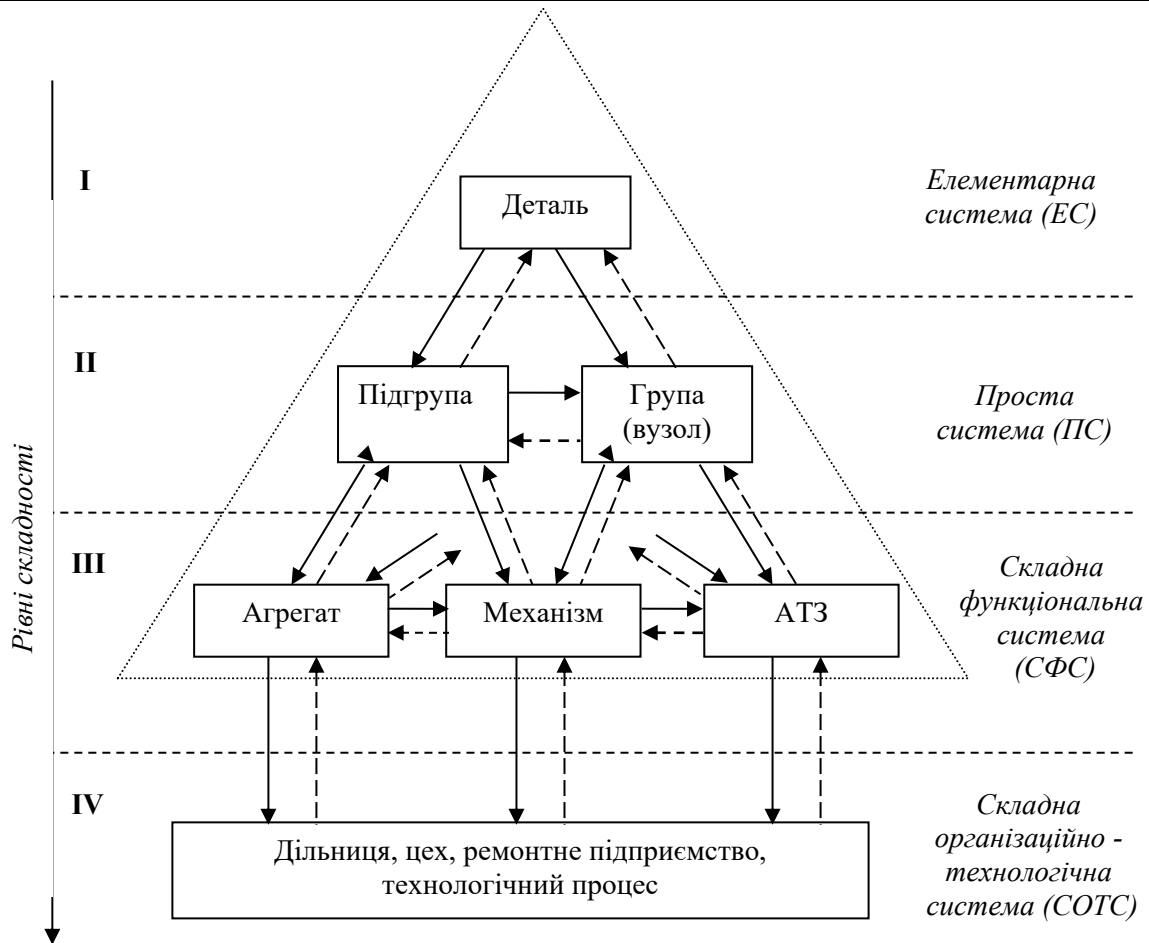 I
Деталь
Елементарна
система (ЕС)
II
Підгрупа
Група
(вузол)
Проста
система (ПС)
Рівні складності
III
Агрегат
Механізм
АТЗ
Складна
функціональна
система
(СФС)
IV
Дільниця, цех, ремонтне підприємство,
технологічний процес
Складна
організаційно -
технологічна
система (СОТС)